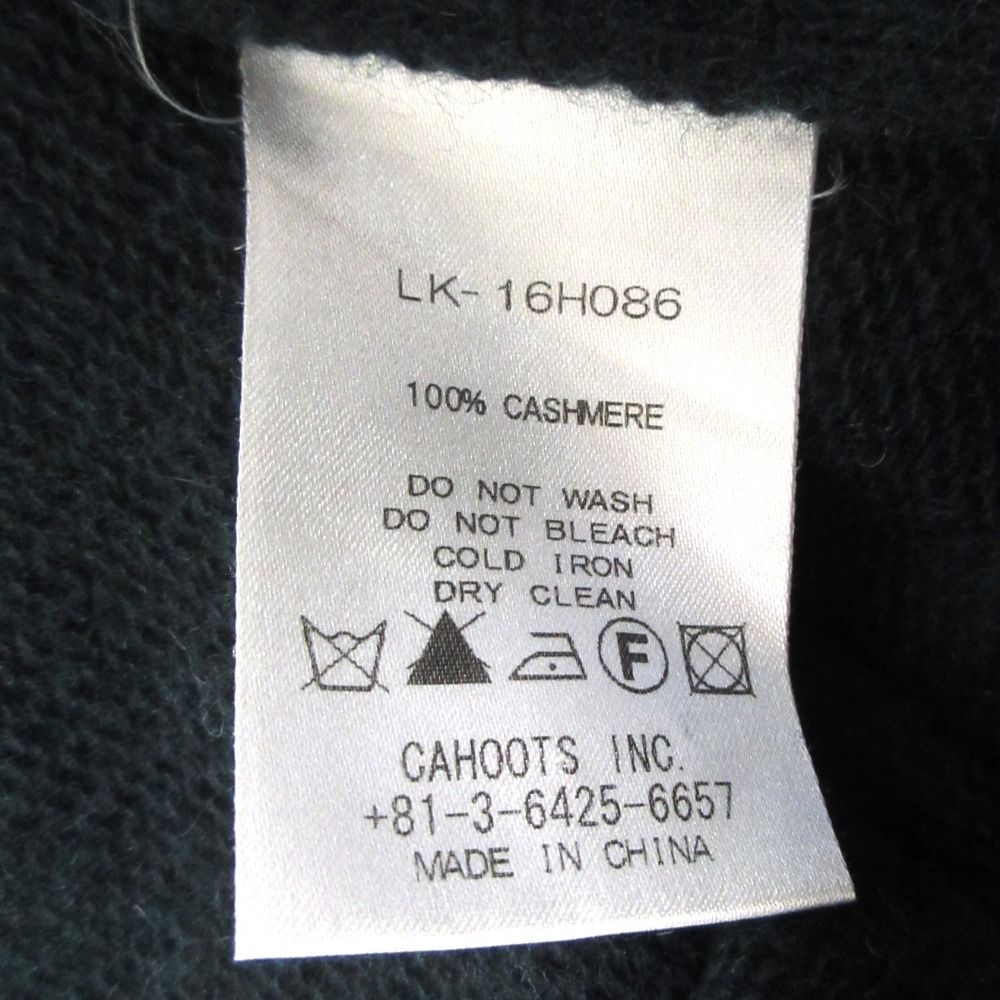 LK-16H086
100% CASHMERE
DO NOT WASH
DO NOT BLEACH
COLD IRON
DRY CLEAN
F
CAHOOTS INC.
+81-3-6425-6657
MADE IN CHINA